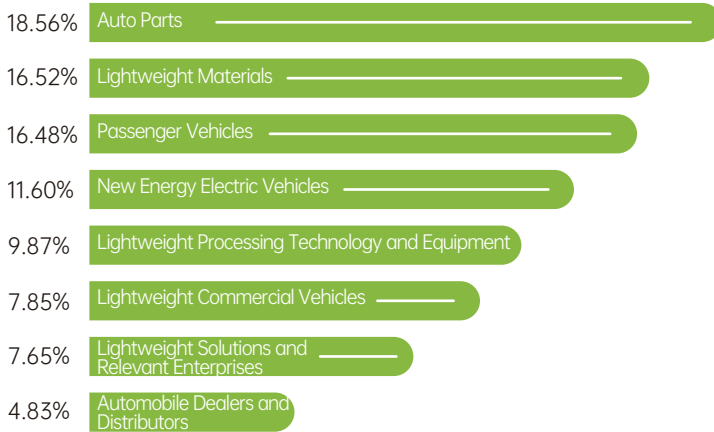 18.56% Auto Parts
16.52% Lightweight Materials
16.48% Passenger Vehicles
11.60% New Energy Electric Vehicles
9.87% Lightweight Processing Technology and Equipment
7.85% Lightweight Commercial Vehicles
7.65% Lightweight Solutions and
Relevant Enterprises
4.83% Automobile Dealers and
Distributors